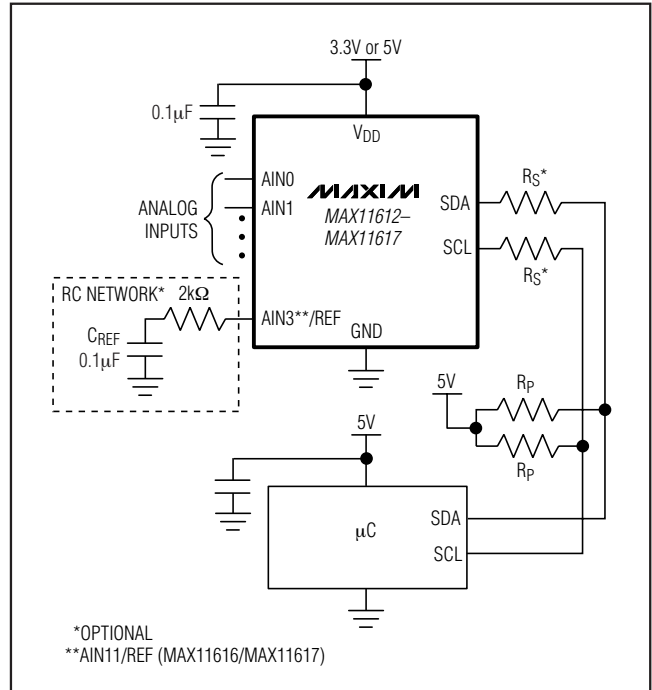 3.3V or 5V
0.1µF
VDD
AIN0
MAXIM
RS*
ANALOG
INPUTS
AIN1
MAX11612–
MAX11617
SDA
SCL
RS*
RC NETWORK*
2kΩ
AIN3**/REF
CREF
0.1µF
GND
5V
RP
5V
RP
µC
SDA
SCL
*OPTIONAL
**AIN11/REF (MAX11616/MAX11617)